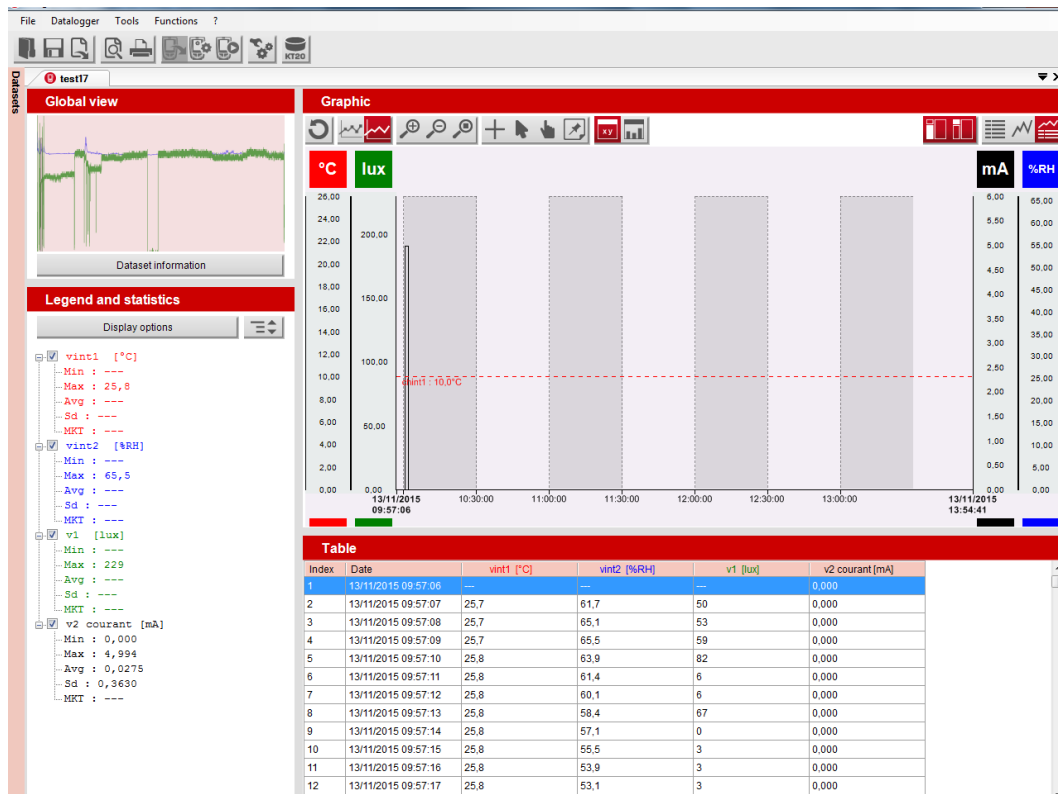 File Datalogger Tools Functions ?
KT20
Datasets
test17
Global view
Dataset information
Legend and statistics
Display options
vint1 [°C]
Min : ---
Max : 25,8
Avg : ---
Sd : ---
MKT : ---
vint2 [%RH]
Min : ---
Max : 65,5
Avg : ---
Sd : ---
MKT : ---
v1 [lux]
Min : ---
Max : 229
Avg : ---
Sd : ---
MKT : ---
v2 courant [mA]
Min : 0,000
Max : 4,994
Avg : 0,0275
Sd : 0,3630
MKT : ---
Graphic
xy
°C lux mA %RH
26,00
24,00
22,00
20,00
18,00
16,00
14,00
12,00
10,00
8,00
6,00
4,00
2,00
0,00
200,00
150,00
100,00
50,00
0,00
chint1 : 10,0°C
6,00
5,50
5,00
4,50
4,00
3,50
3,00
2,50
2,00
1,50
1,00
0,50
0,00
65,00
60,00
55,00
50,00
45,00
40,00
35,00
30,00
25,00
20,00
15,00
10,00
5,00
0,00
13/11/2015 10:30:00 11:00:00 11:30:00 12:00:00 12:30:00 13:00:00 13/11/2015
09:57:06 13:54:41
Table
Index Date vint1 [°C] vint2 [%RH] v1 [lux] v2 courant [mA]
1 13/11/2015 09:57:06 --- --- --- 0,000
2 13/11/2015 09:57:07 25,7 61,7 50 0,000
3 13/11/2015 09:57:08 25,7 65,1 53 0,000
4 13/11/2015 09:57:09 25,7 65,5 59 0,000
5 13/11/2015 09:57:10 25,8 63,9 82 0,000
6 13/11/2015 09:57:11 25,8 61,4 6 0,000
7 13/11/2015 09:57:12 25,8 60,1 6 0,000
8 13/11/2015 09:57:13 25,8 58,4 67 0,000
9 13/11/2015 09:57:14 25,8 57,1 0 0,000
10 13/11/2015 09:57:15 25,8 55,5 3 0,000
11 13/11/2015 09:57:16 25,8 53,9 3 0,000
12 13/11/2015 09:57:17 25,8 53,1 3 0,000